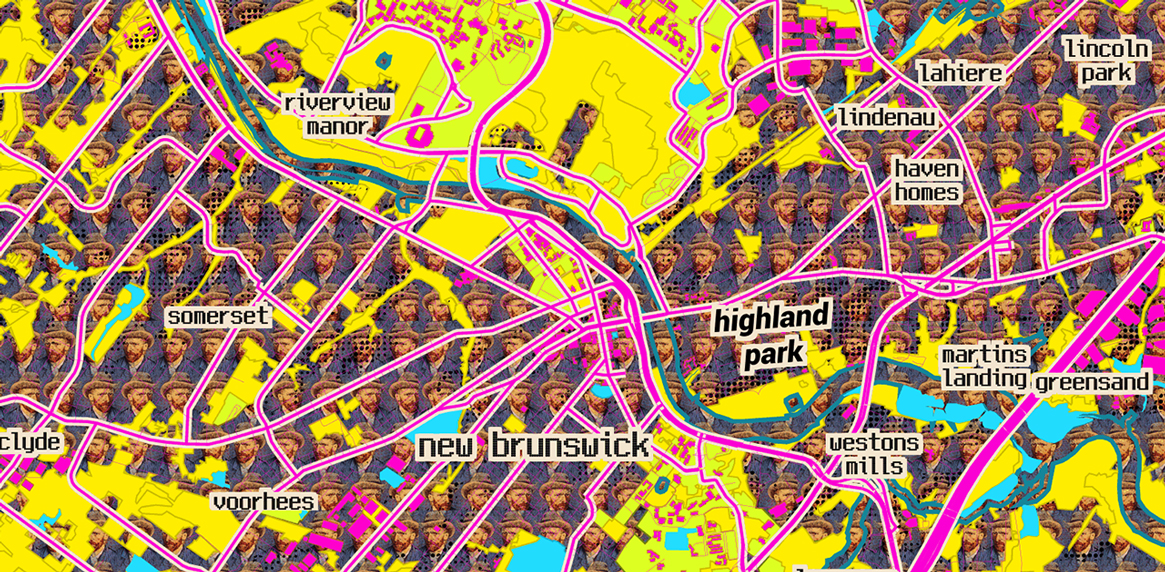 lincoln
park
lahiere
riverview
manor
lindenau
haven
homes
somerset
highland
park
martins
landing
greensand
clyde
new brunswick
westons
mills
voorhees